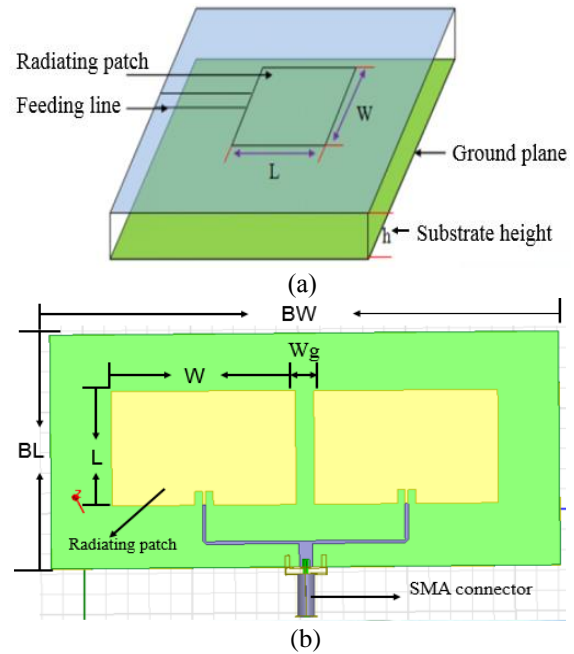 Radiating patch
Feeding line
W
L
Ground plane
h
Substrate height
(a)
BW
Wg
W
BL
L
Z
Radiating patch
SMA connector
(b)